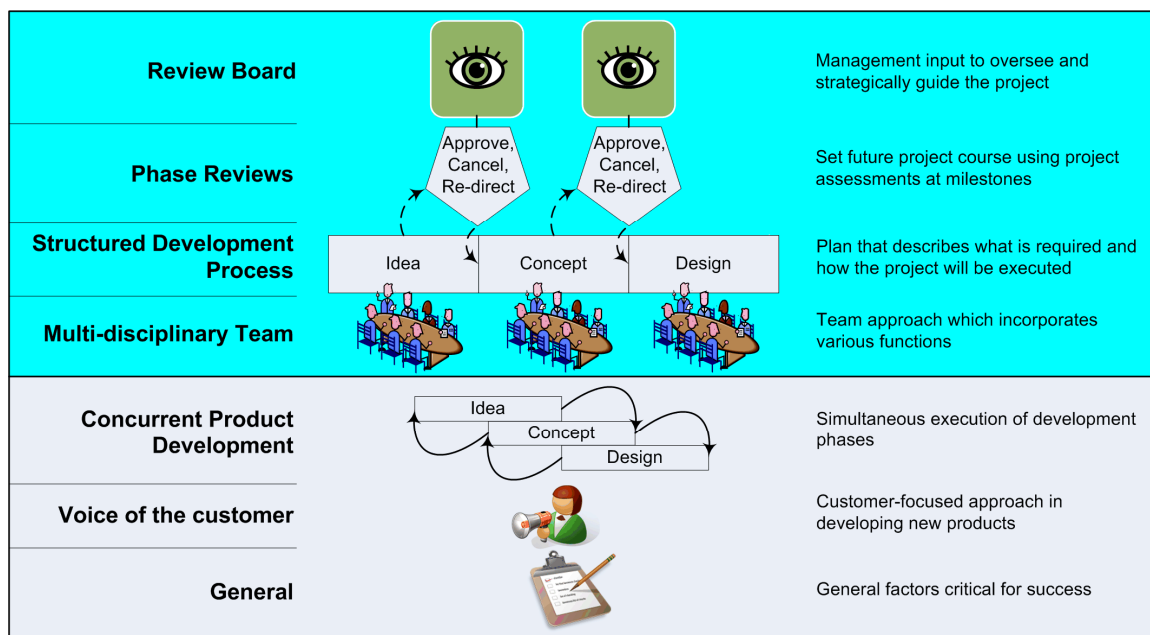 Review Board
Management input to oversee and
strategically guide the project
Approve,
Cancel,
Re-direct
Approve,
Cancel,
Re-direct
Phase Reviews
Set future project course using project
assessments at milestones
Structured Development
Process
Idea
Concept
Design
Plan that describes what is required and
how the project will be executed
Multi-disciplinary Team
Team approach which incorporates
various functions
Concurrent Product
Development
Idea
Concept
Design
Simultaneous execution of development
phases
Voice of the customer
Customer-focused approach in
developing new products
General
General factors critical for success